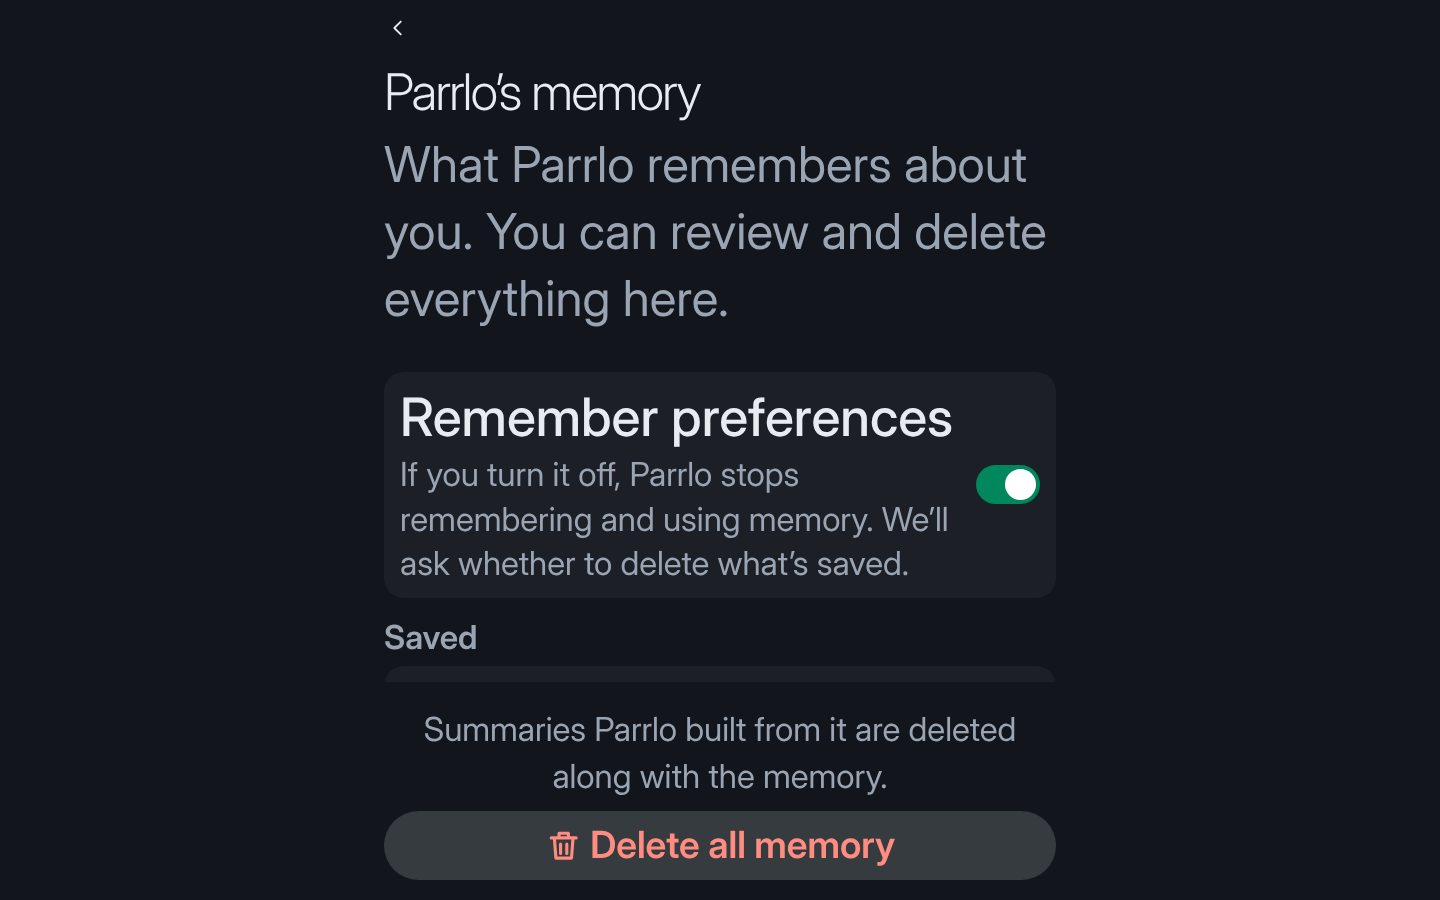 Parrlo’s memory
What Parrlo remembers about
you. You can review and delete
everything here.
Remember preferences
If you turn it off, Parrlo stops
remembering and using memory. We’ll
ask whether to delete what’s saved.
Saved
Summaries Parrlo built from it are deleted
along with the memory.
Delete all memory